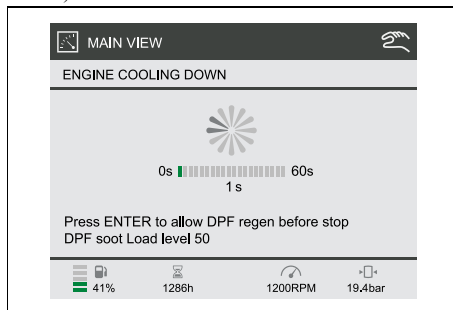 MAIN VIEW
ENGINE COOLING DOWN
0s 60s
1 s
Press ENTER to allow DPF regen before stop
DPF soot Load level 50
41% 1286h 1200RPM 19.4bar